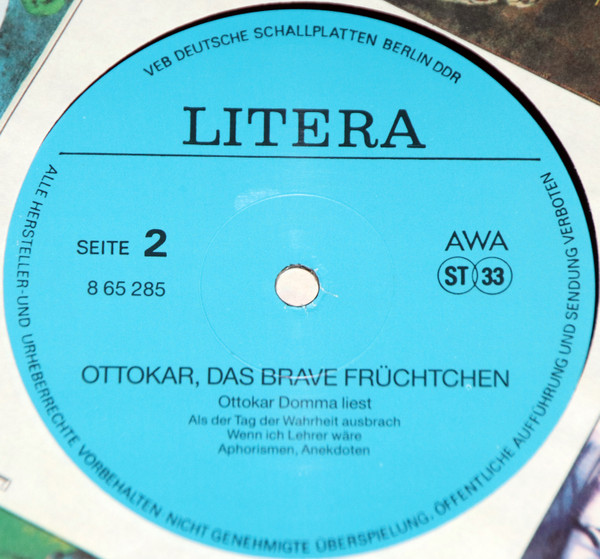 VEB DEUTSCHE SCHALLPLATTEN BERLIN DDR
LITERA
SEITE 2
8 65 285
AWA
ST 33
OTTOKAR, DAS BRAVE FRÜCHTCHEN
Ottokar Domma liest
Als der Tag der Wahrheit ausbrach
Wenn ich Lehrer wäre
Aphorismen, Anekdoten
ALLE HERSTELLER- UND URHEBERRECHTE VORBEHALTEN. NICHT GENEHMIGTE ÜBERSPIELUNG, ÖFFENTLICHE AUFFÜHRUNG UND SENDUNG VERBOTEN